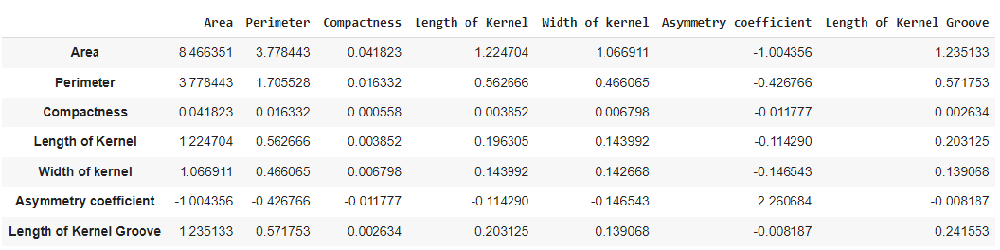 Area Perimeter Compactness Length of Kernel Width of kernel Asymmetry coefficient Length of Kernel Groove
Area 8.466351 3.778443 0.041823 1.224704 1.066911 -1.004356 1.235133
Perimeter 3.778443 1.705528 0.016332 0.562666 0.466065 -0.426766 0.571753
Compactness 0.041823 0.016332 0.000558 0.003852 0.006798 -0.011777 0.002634
Length of Kernel 1.224704 0.562666 0.003852 0.196305 0.143992 -0.114290 0.203125
Width of kernel 1.066911 0.466065 0.006798 0.143992 0.142668 -0.146543 0.139068
Asymmetry coefficient -1.004356 -0.426766 -0.011777 -0.114290 -0.146543 2.260684 -0.008187
Length of Kernel Groove 1.235133 0.571753 0.002634 0.203125 0.139068 -0.008187 0.241553